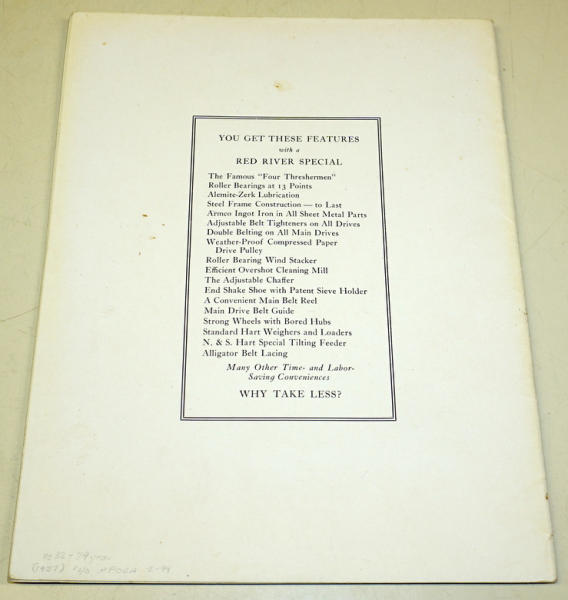 YOU GET THESE FEATURES
with a
RED RIVER SPECIAL
The Famous "Four Threshermen"
Roller Bearings at 13 Points
Alemite-Zerk Lubrication
Steel Frame Construction — to Last
Armco Ingot Iron in All Sheet Metal Parts
Adjustable Belt Tighteners on All Drives
Double Belting on All Main Drives
Weather-Proof Compressed Paper
Drive Pulley
Roller Bearing Wind Stacker
Efficient Overshot Cleaning Mill
The Adjustable Chaffer
End Shake Shoe with Patent Sieve Holder
A Convenient Main Belt Reel
Main Drive Belt Guide
Strong Wheels with Bored Hubs
Standard Hart Weighers and Loaders
N. & S. Hart Special Tilting Feeder
Alligator Belt Lacing
Many Other Time- and Labor-
Saving Conveniences
WHY TAKE LESS?